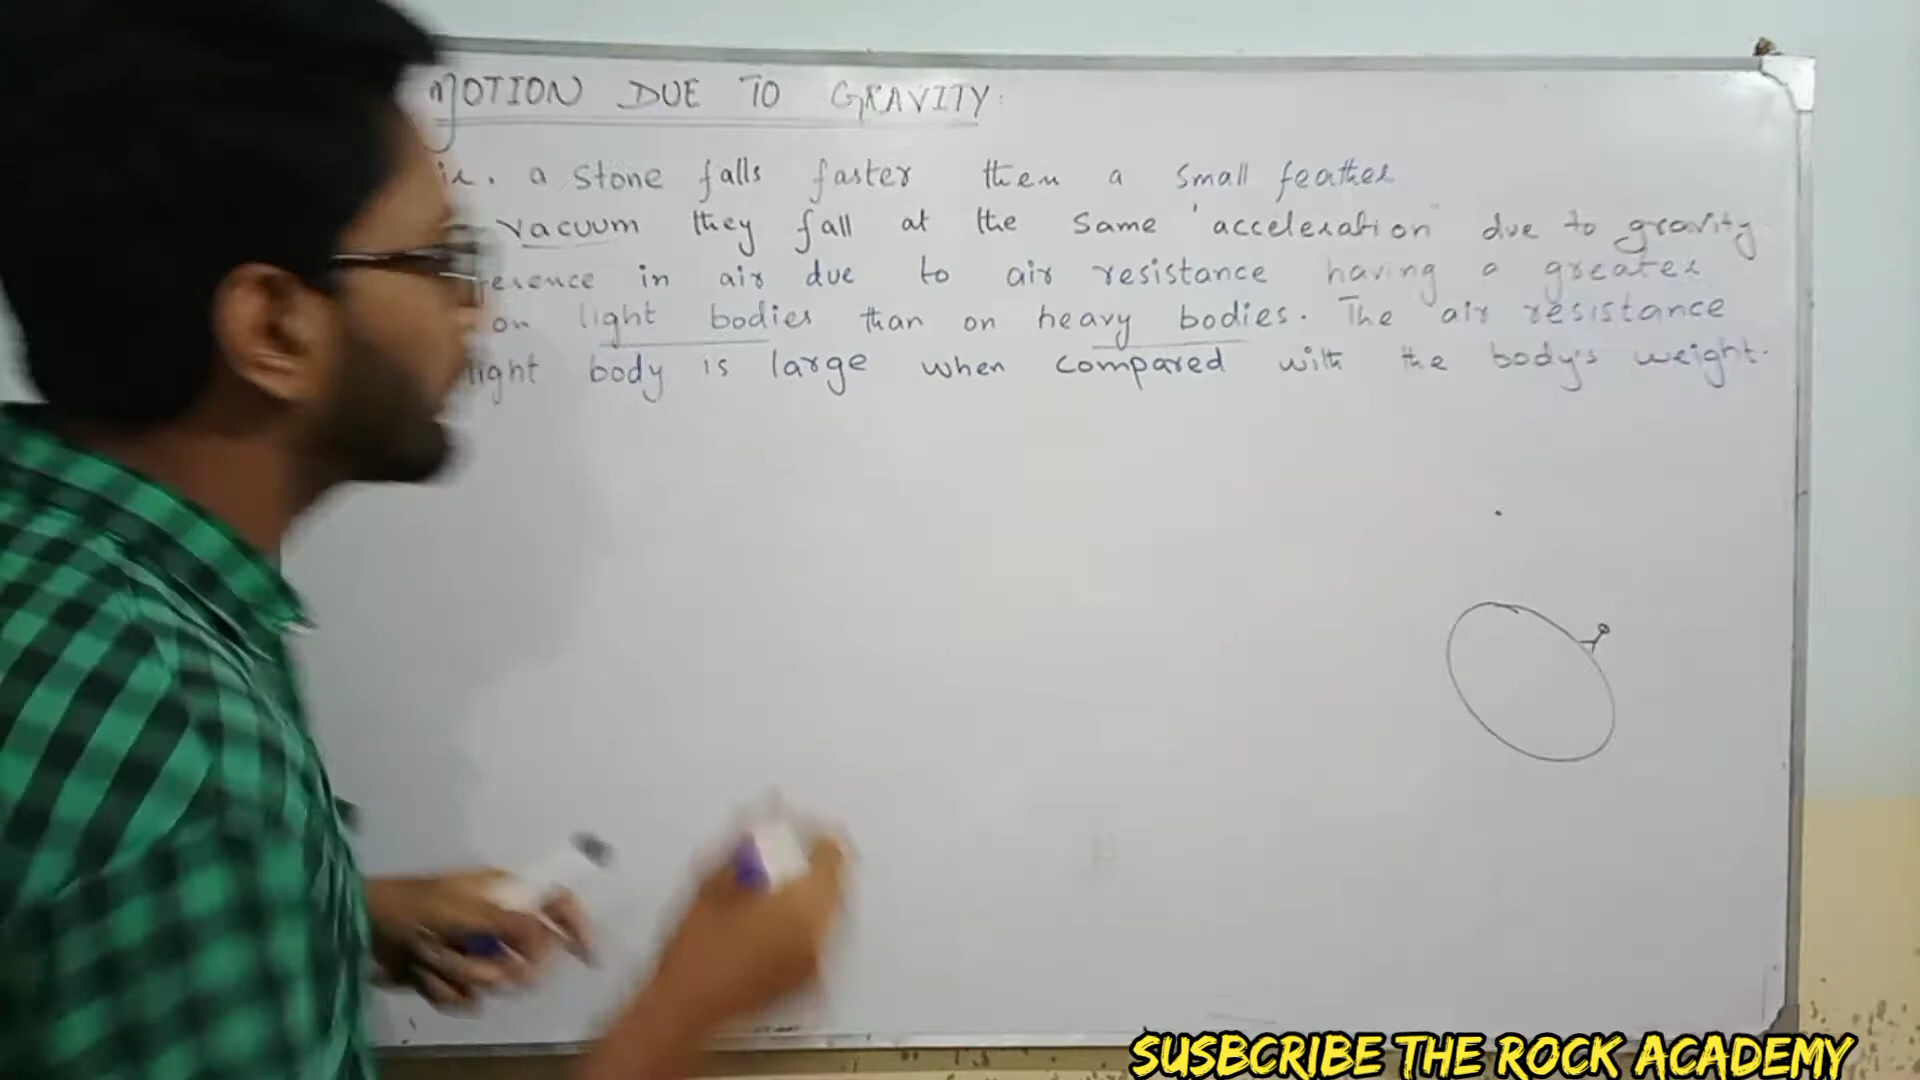 MOTION DUE TO GRAVITY:
a stone falls faster then a small feather
vacuum they fall at the same 'acceleration" due to gravity
in air due to air resistance having a greater
on light bodies than on heavy bodies. The air resistance
light body is large when compared with the body's weight.
SUSBCRIBE THE ROCK ACADEMY